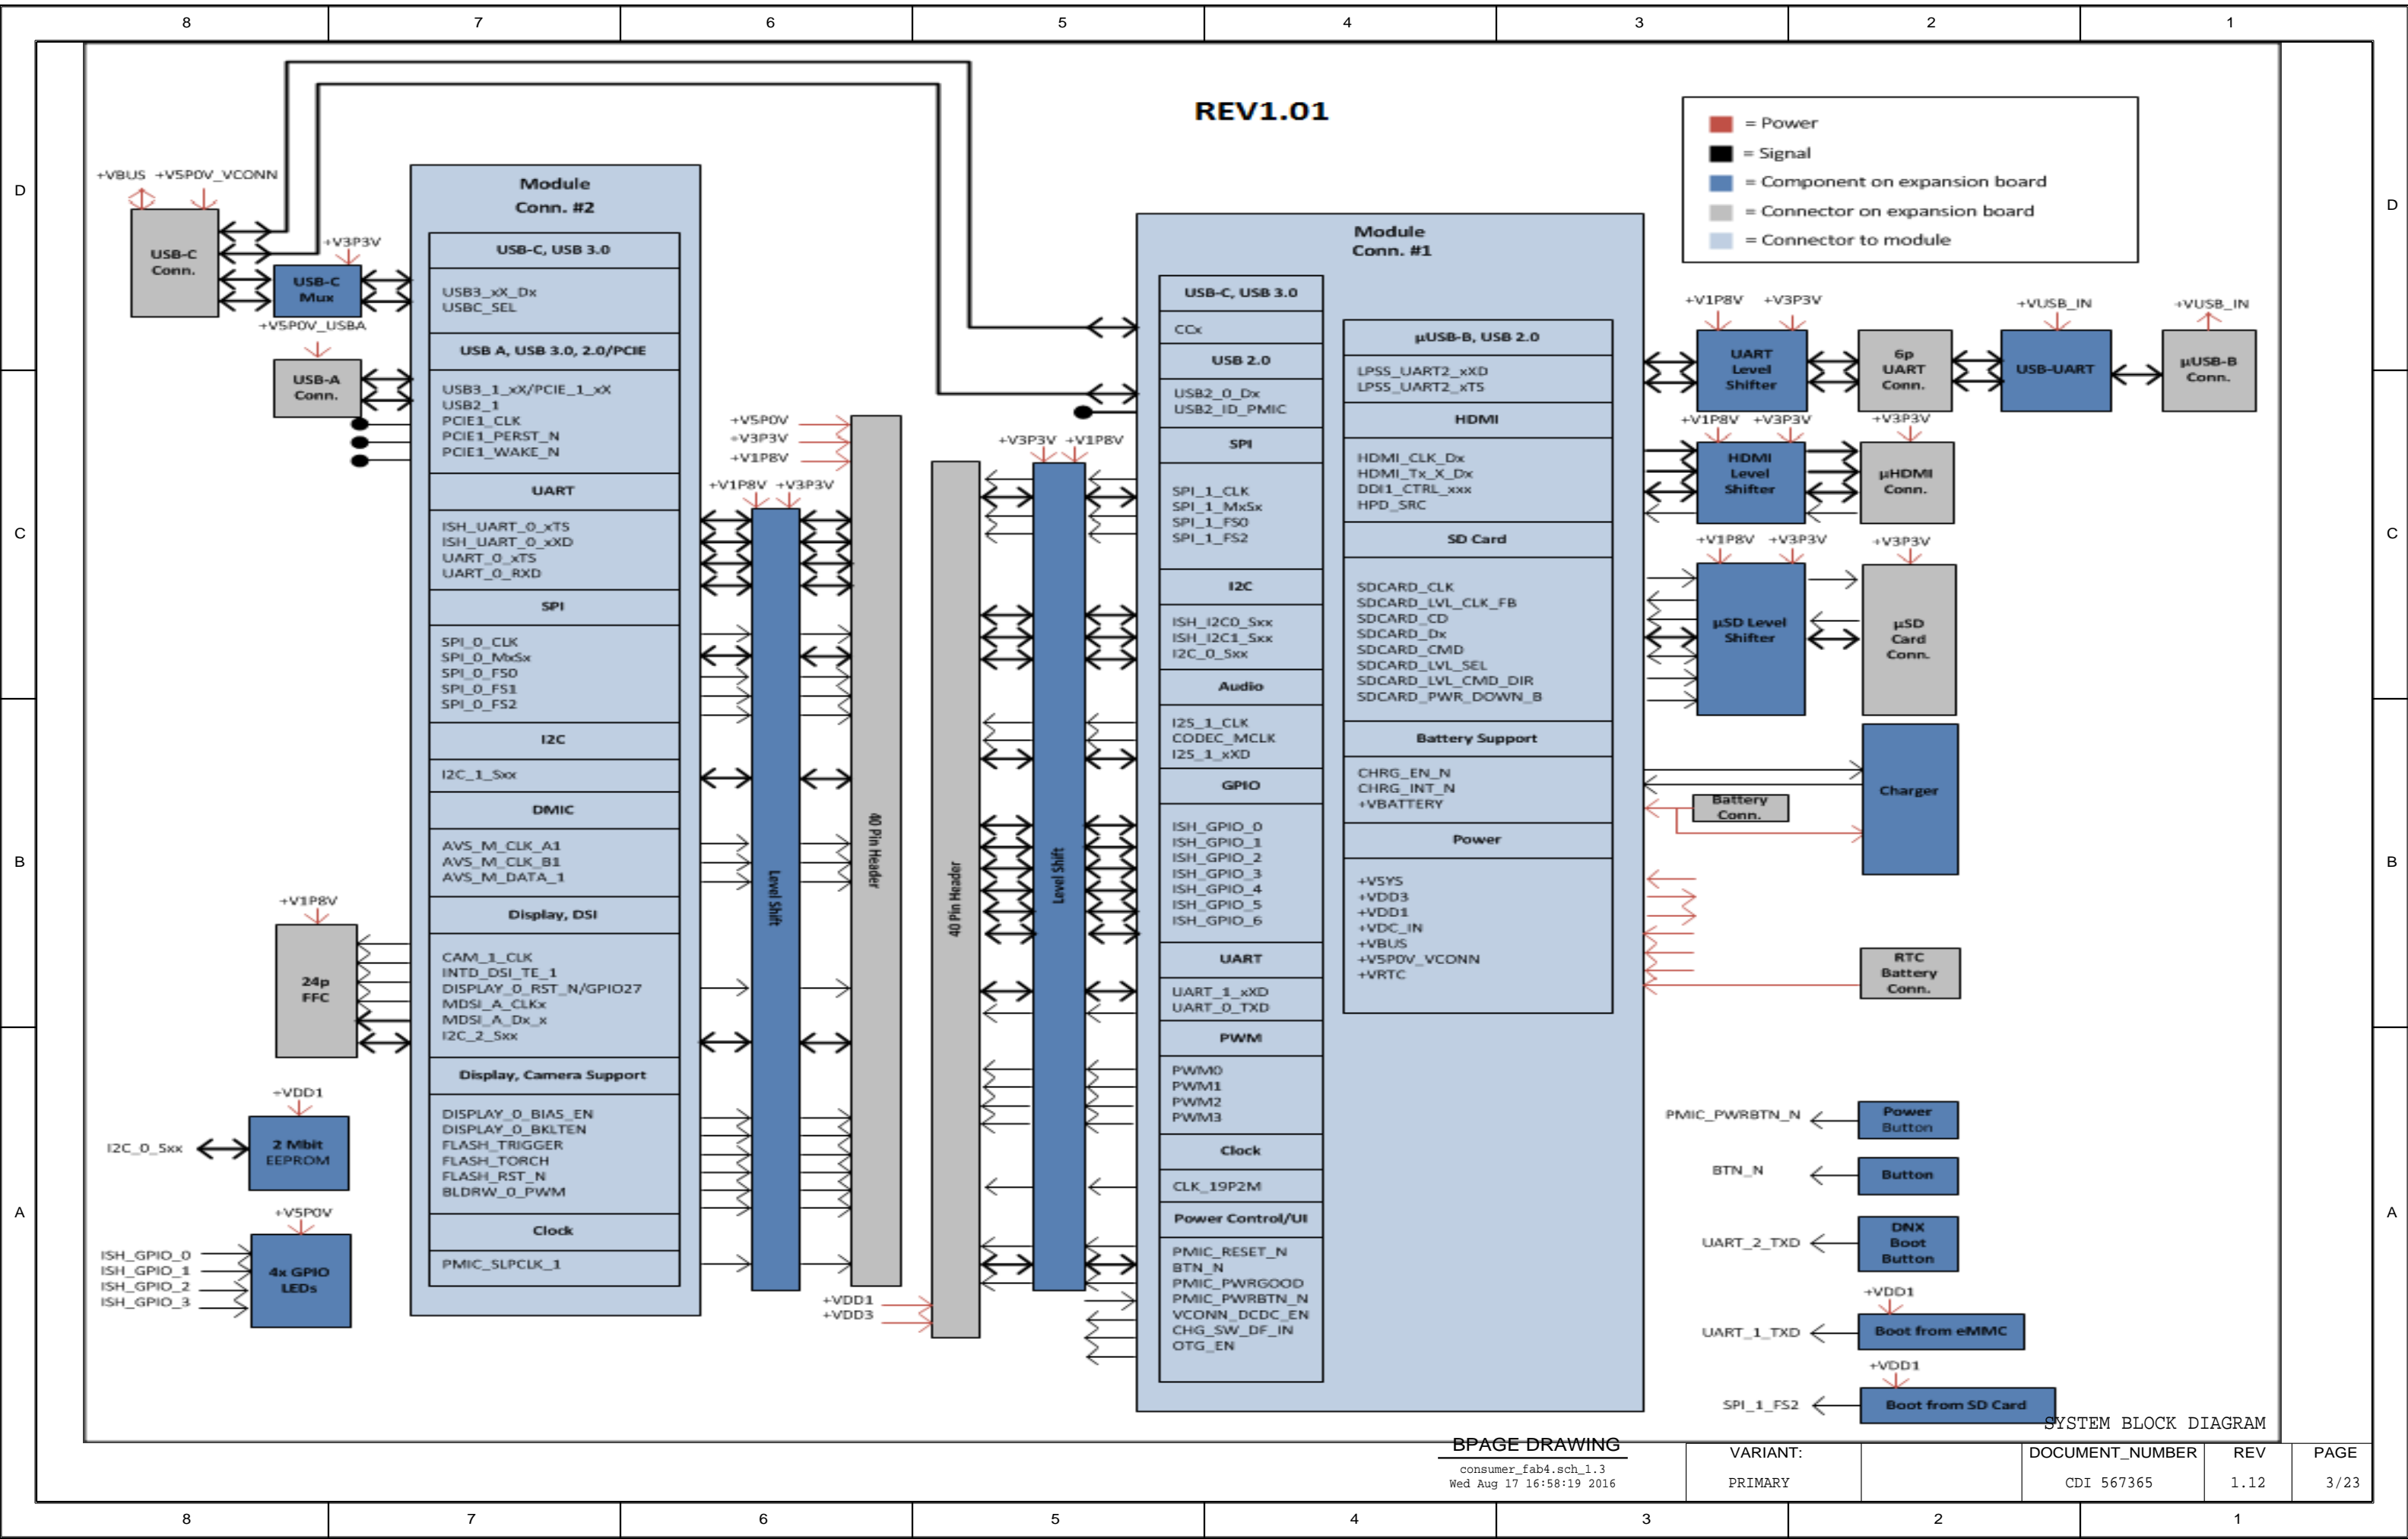 8 7 6 5 4 3 2 1
D
C
B
A
REV1.01
= Power
= Signal
= Component on expansion board
= Connector on expansion board
= Connector to module
+VBUS +V5P0V_VCONN
USB-C
Conn.
+V3P3V
USB-C
Mux
+V5P0V_USBA
USB-A
Conn.
+V1P8V
24p
FFC
+VDD1
I2C_0_Sxx
2 Mbit
EEPROM
+V5P0V
ISH_GPIO_0
ISH_GPIO_1
ISH_GPIO_2
ISH_GPIO_3
4x GPIO
LEDs
Module
Conn. #2
USB-C, USB 3.0
USB3_xX_Dx
USBC_SEL
USB A, USB 3.0, 2.0/PCIE
USB3_1_xX/PCIE_1_xX
USB2_1
PCIE1_CLK
PCIE1_PERST_N
PCIE1_WAKE_N
UART
ISH_UART_0_xTS
ISH_UART_0_xXD
UART_0_xTS
UART_0_RXD
SPI
SPI_0_CLK
SPI_0_MxSx
SPI_0_FS0
SPI_0_FS1
SPI_0_FS2
I2C
I2C_1_Sxx
DMIC
AVS_M_CLK_A1
AVS_M_CLK_B1
AVS_M_DATA_1
Display, DSI
CAM_1_CLK
INTD_DSI_TE_1
DISPLAY_0_RST_N/GPIO27
MDSI_A_CLKx
MDSI_A_Dx_x
I2C_2_Sxx
Display, Camera Support
DISPLAY_0_BIAS_EN
DISPLAY_0_BKLTEN
FLASH_TRIGGER
FLASH_TORCH
FLASH_RST_N
BLDRW_0_PWM
Clock
PMIC_SLPCLK_1
+V5P0V
+V3P3V
+V1P8V
+V1P8V +V3P3V
Level Shift
40 Pin Header
+VDD1
+VDD3
40 Pin Header
+V3P3V +V1P8V
Level Shift
Module
Conn. #1
USB-C, USB 3.0
CCx
USB 2.0
USB2_0_Dx
USB2_ID_PMIC
SPI
SPI_1_CLK
SPI_1_MxSx
SPI_1_FS0
SPI_1_FS2
I2C
ISH_I2C0_Sxx
ISH_I2C1_Sxx
I2C_0_Sxx
Audio
I2S_1_CLK
CODEC_MCLK
I2S_1_xXD
GPIO
ISH_GPIO_0
ISH_GPIO_1
ISH_GPIO_2
ISH_GPIO_3
ISH_GPIO_4
ISH_GPIO_5
ISH_GPIO_6
UART
UART_1_xXD
UART_0_TXD
PWM
PWM0
PWM1
PWM2
PWM3
Clock
CLK_19P2M
Power Control/UI
PMIC_RESET_N
BTN_N
PMIC_PWRGOOD
PMIC_PWRBTN_N
VCONN_DCDC_EN
CHG_SW_DF_IN
OTG_EN
µUSB-B, USB 2.0
LPSS_UART2_xXD
LPSS_UART2_xTS
HDMI
HDMI_CLK_Dx
HDMI_Tx_X_Dx
DDI1_CTRL_xxx
HPD_SRC
SD Card
SDCARD_CLK
SDCARD_LVL_CLK_FB
SDCARD_CD
SDCARD_Dx
SDCARD_CMD
SDCARD_LVL_SEL
SDCARD_LVL_CMD_DIR
SDCARD_PWR_DOWN_B
Battery Support
CHRG_EN_N
CHRG_INT_N
+VBATTERY
Power
+VSYS
+VDD3
+VDD1
+VDC_IN
+VBUS
+V5P0V_VCONN
+VRTC
+V1P8V +V3P3V
UART
Level
Shifter
6p
UART
Conn.
+VUSB_IN
USB-UART
+VUSB_IN
µUSB-B
Conn.
+V1P8V +V3P3V
HDMI
Level
Shifter
+V3P3V
µHDMI
Conn.
+V1P8V +V3P3V
µSD Level
Shifter
+V3P3V
µSD
Card
Conn.
Battery
Conn.
Charger
RTC
Battery
Conn.
PMIC_PWRBTN_N
Power
Button
BTN_N
Button
UART_2_TXD
DNX
Boot
Button
+VDD1
UART_1_TXD
Boot from eMMC
+VDD1
SPI_1_FS2
Boot from SD Card
SYSTEM BLOCK DIAGRAM
BPAGE DRAWING
consumer_fab4.sch_1.3
Wed Aug 17 16:58:19 2016
VARIANT:
PRIMARY
DOCUMENT_NUMBER
CDI 567365
REV
1.12
PAGE
3/23
D
C
B
A
8 7 6 5 4 3 2 1